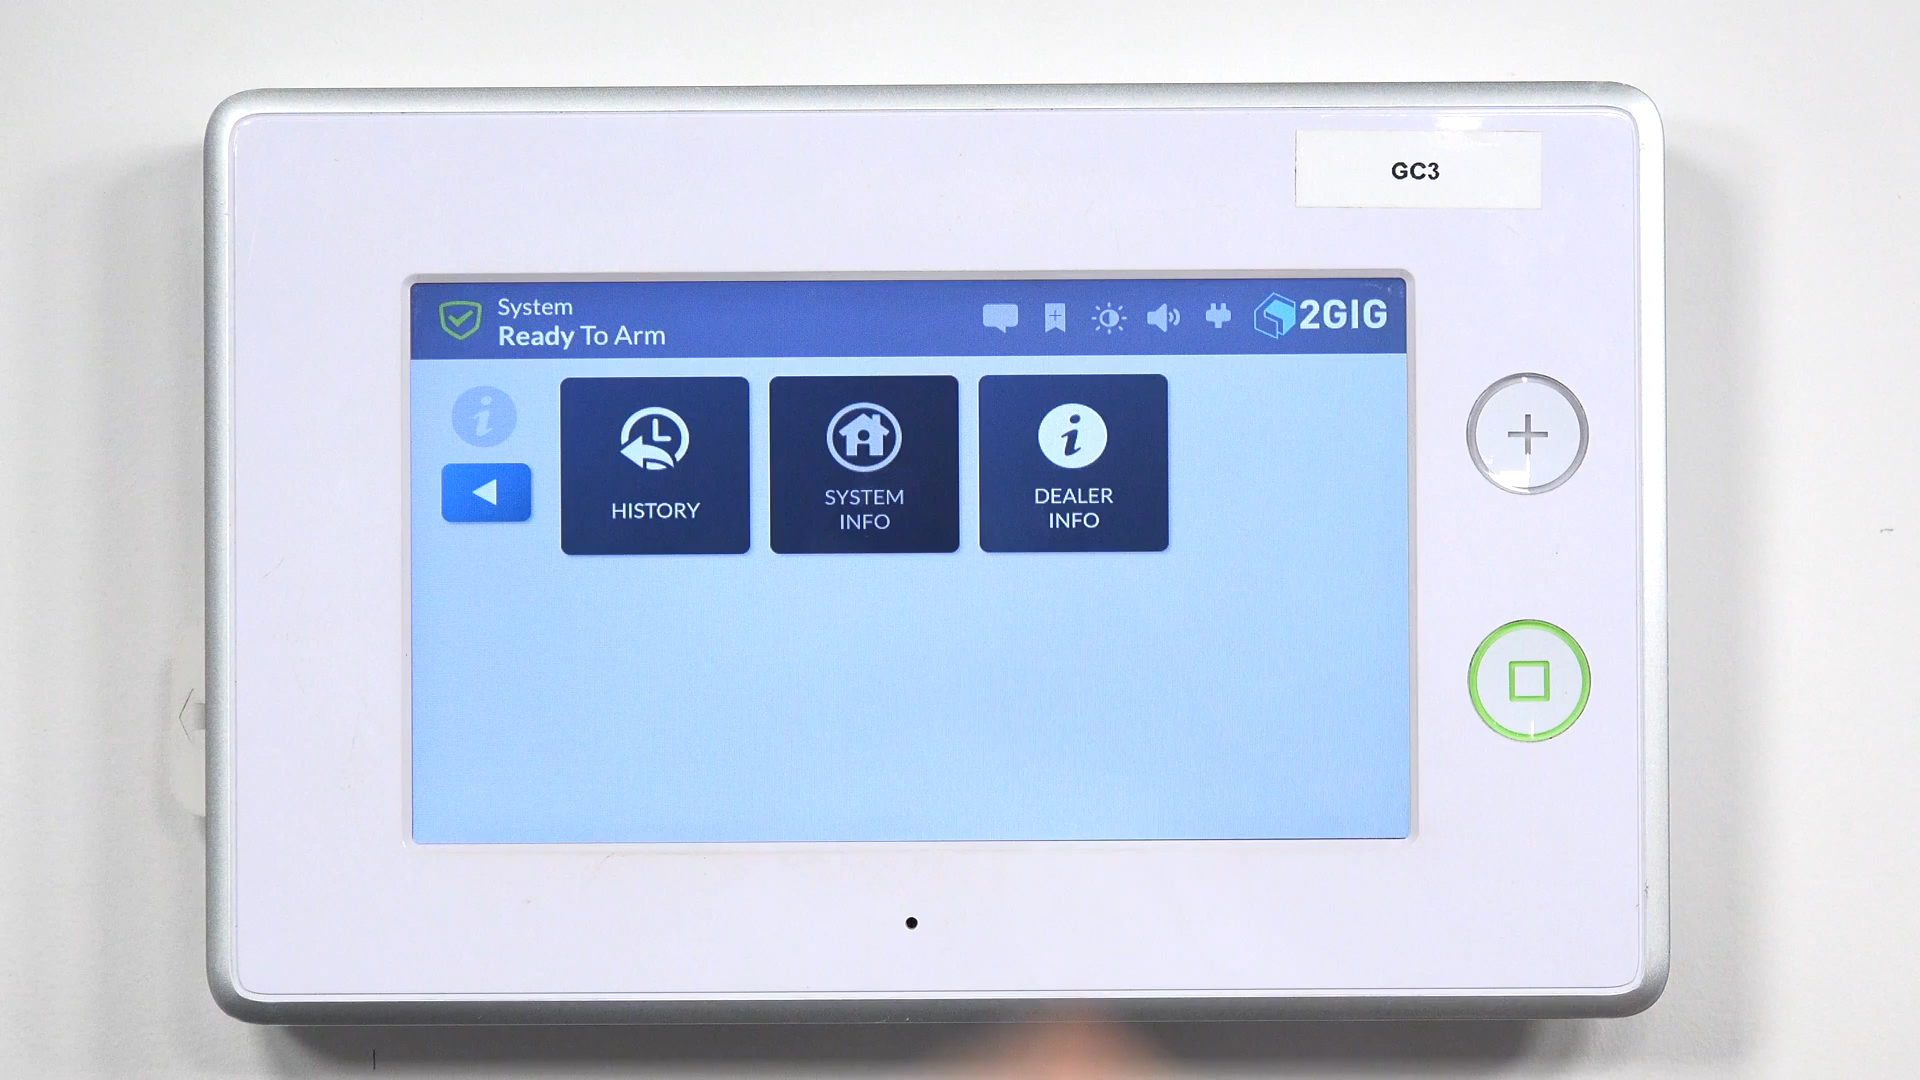 GC3
System
Ready To Arm
2GIG
HISTORY
SYSTEM
INFO
DEALER
INFO